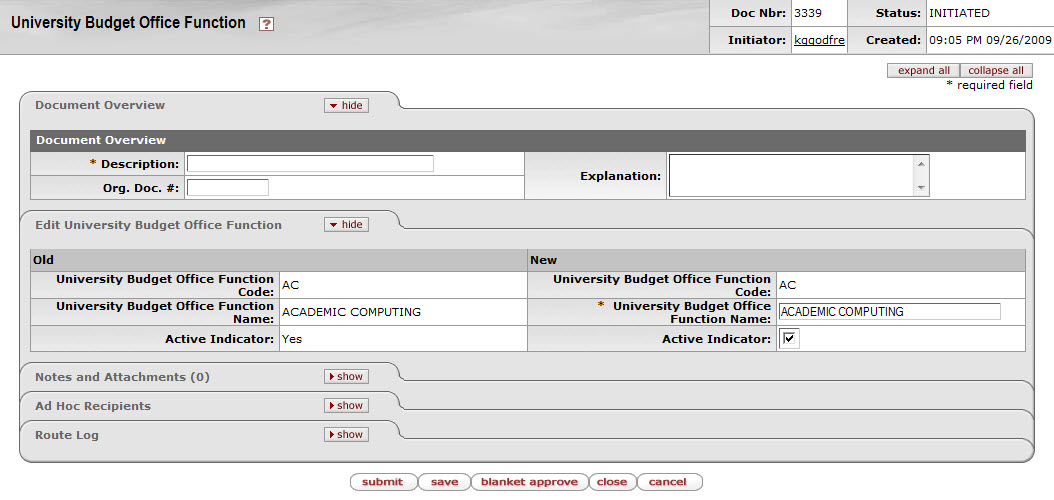 University Budget Office Function ?
Doc Nbr: 3339 Status: INITIATED
Initiator: kggodfre Created: 09:05 PM 09/26/2009
expand all collapse all
* required field
Document Overview hide
Document Overview
* Description:
Explanation:
Org. Doc. #:
Edit University Budget Office Function hide
Old New
University Budget Office Function Code: AC University Budget Office Function Code: AC
University Budget Office Function Name: ACADEMIC COMPUTING * University Budget Office Function Name: ACADEMIC COMPUTING
Active Indicator: Yes Active Indicator:
Notes and Attachments (0) show
Ad Hoc Recipients show
Route Log show
submit save blanket approve close cancel